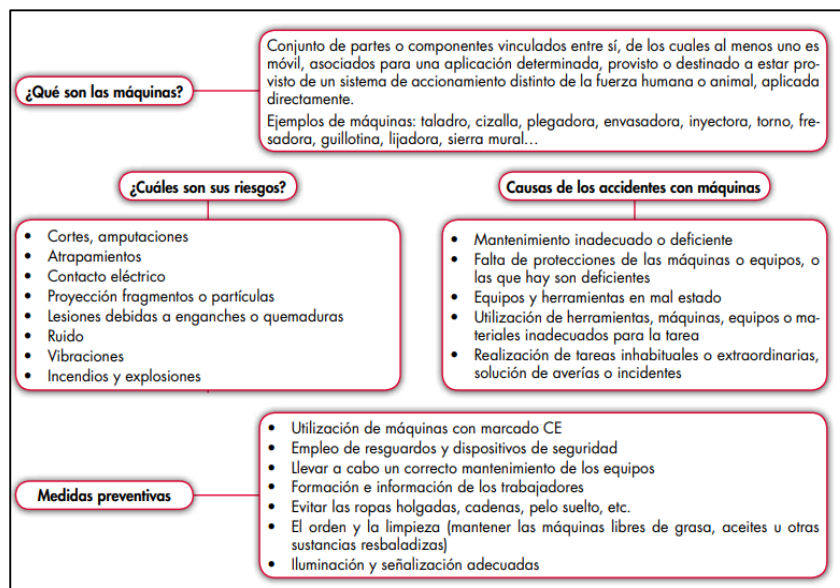 ¿Qué son las máquinas?
Conjunto de partes o componentes vinculados entre sí, de los cuales al menos uno es
móvil, asociados para una aplicación determinada, provisto o destinado a estar pro-
visto de un sistema de accionamiento distinto de la fuerza humana o animal, aplicada
directamente.
Ejemplos de máquinas: taladro, cizalla, plegadora, envasadora, inyectora, torno, fre-
sadora, guillotina, lijadora, sierra mural...
¿Cuáles son sus riesgos?
• Cortes, amputaciones
• Atrapamientos
• Contacto eléctrico
• Proyección fragmentos o partículas
• Lesiones debidas a enganches o quemaduras
• Ruido
• Vibraciones
• Incendios y explosiones
Causas de los accidentes con máquinas
• Mantenimiento inadecuado o deficiente
• Falta de protecciones de las máquinas o equipos, o
las que hay son deficientes
• Equipos y herramientas en mal estado
• Utilización de herramientas, máquinas, equipos o ma-
teriales inadecuados para la tarea
• Realización de tareas inhabituales o extraordinarias,
solución de averías o incidentes
Medidas preventivas
• Utilización de máquinas con marcado CE
• Empleo de resguardos y dispositivos de seguridad
• Llevar a cabo un correcto mantenimiento de los equipos
• Formación e información de los trabajadores
• Evitar las ropas holgadas, cadenas, pelo suelto, etc.
• El orden y la limpieza (mantener las máquinas libres de grasa, aceites u otras
sustancias resbaladizas)
• Iluminación y señalización adecuadas